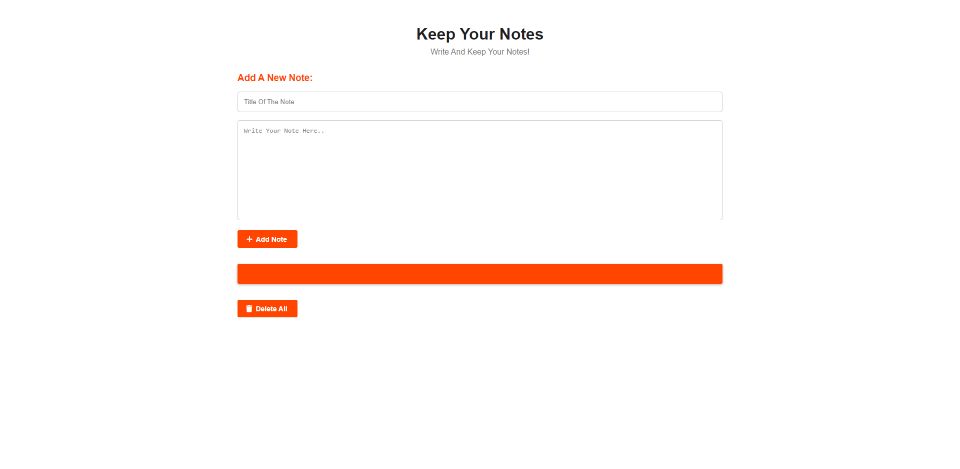 Keep Your Notes
Write And Keep Your Notes!
Add A New Note:
Title Of The Note
Write Your Note Here..
Add Note
Delete All